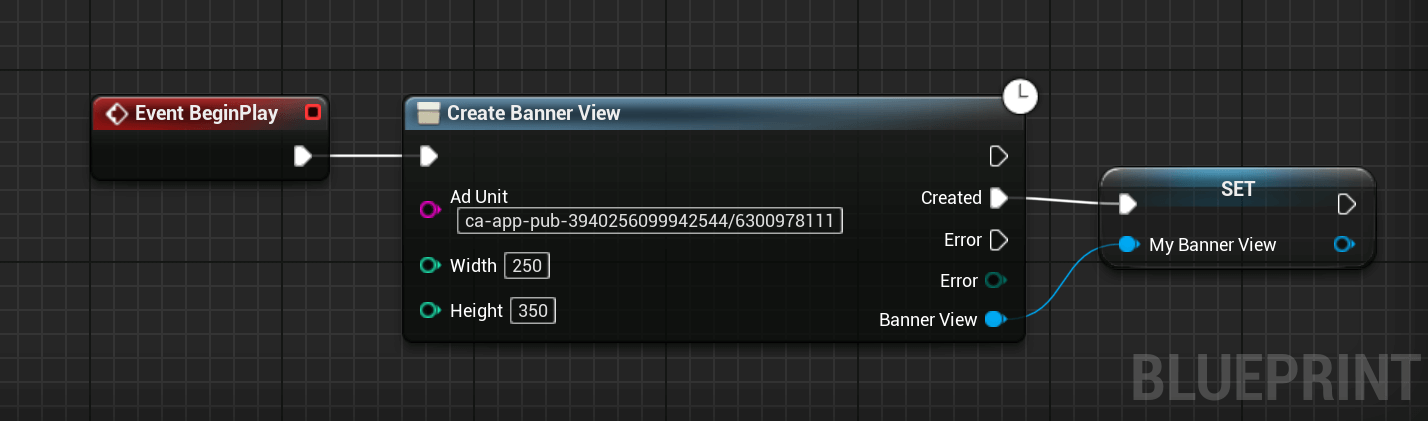 Event BeginPlay
Create Banner View
Ad Unit
ca-app-pub-3940256099942544/6300978111
Width 250
Height 350
Created
Error
Error
Banner View
SET
My Banner View
BLUEPRINT